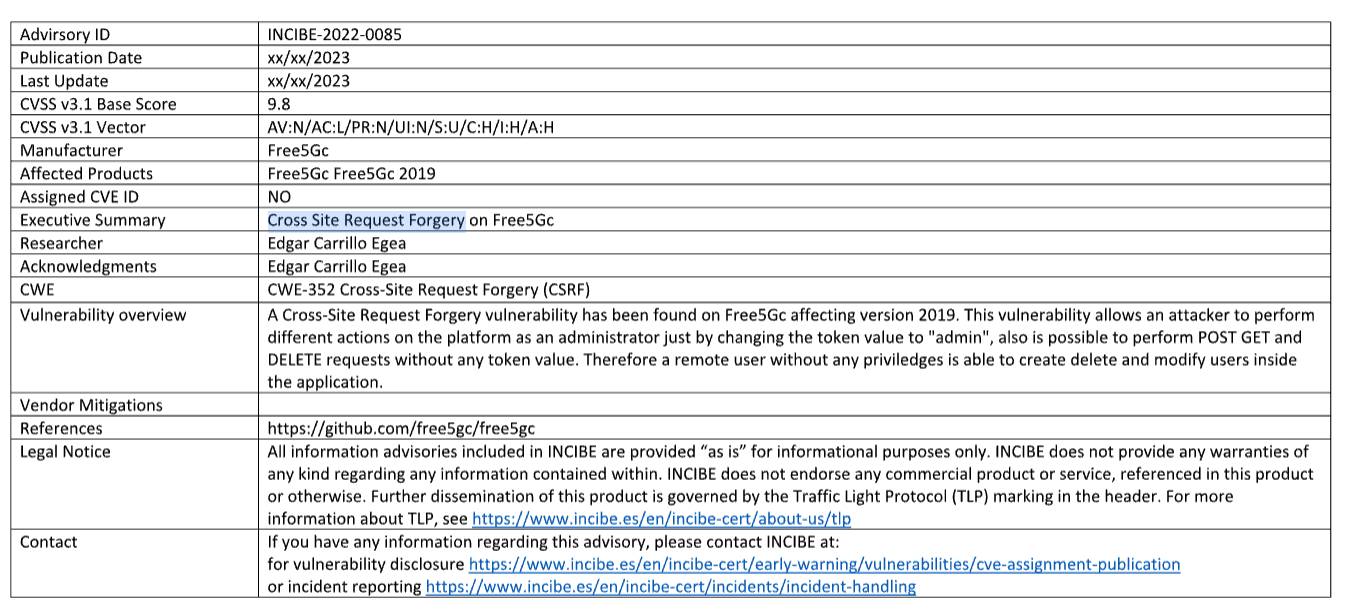 Advirsory ID INCIBE-2022-0085
Publication Date xx/xx/2023
Last Update xx/xx/2023
CVSS v3.1 Base Score 9.8
CVSS v3.1 Vector AV:N/AC:L/PR:N/UI:N/S:U/C:H/I:H/A:H
Manufacturer Free5Gc
Affected Products Free5Gc Free5Gc 2019
Assigned CVE ID NO
Executive Summary Cross Site Request Forgery on Free5Gc
Researcher Edgar Carrillo Egea
Acknowledgments Edgar Carrillo Egea
CWE CWE-352 Cross-Site Request Forgery (CSRF)
Vulnerability overview A Cross-Site Request Forgery vulnerability has been found on Free5Gc affecting version 2019. This vulnerability allows an attacker to perform
different actions on the platform as an administrator just by changing the token value to "admin", also is possible to perform POST GET and
DELETE requests without any token value. Therefore a remote user without any priviledges is able to create delete and modify users inside
the application.
Vendor Mitigations
References https://github.com/free5gc/free5gc
Legal Notice All information advisories included in INCIBE are provided “as is” for informational purposes only. INCIBE does not provide any warranties of
any kind regarding any information contained within. INCIBE does not endorse any commercial product or service, referenced in this product
or otherwise. Further dissemination of this product is governed by the Traffic Light Protocol (TLP) marking in the header. For more
information about TLP, see https://www.incibe.es/en/incibe-cert/about-us/tlp
Contact If you have any information regarding this advisory, please contact INCIBE at:
for vulnerability disclosure https://www.incibe.es/en/incibe-cert/early-warning/vulnerabilities/cve-assignment-publication
or incident reporting https://www.incibe.es/en/incibe-cert/incidents/incident-handling